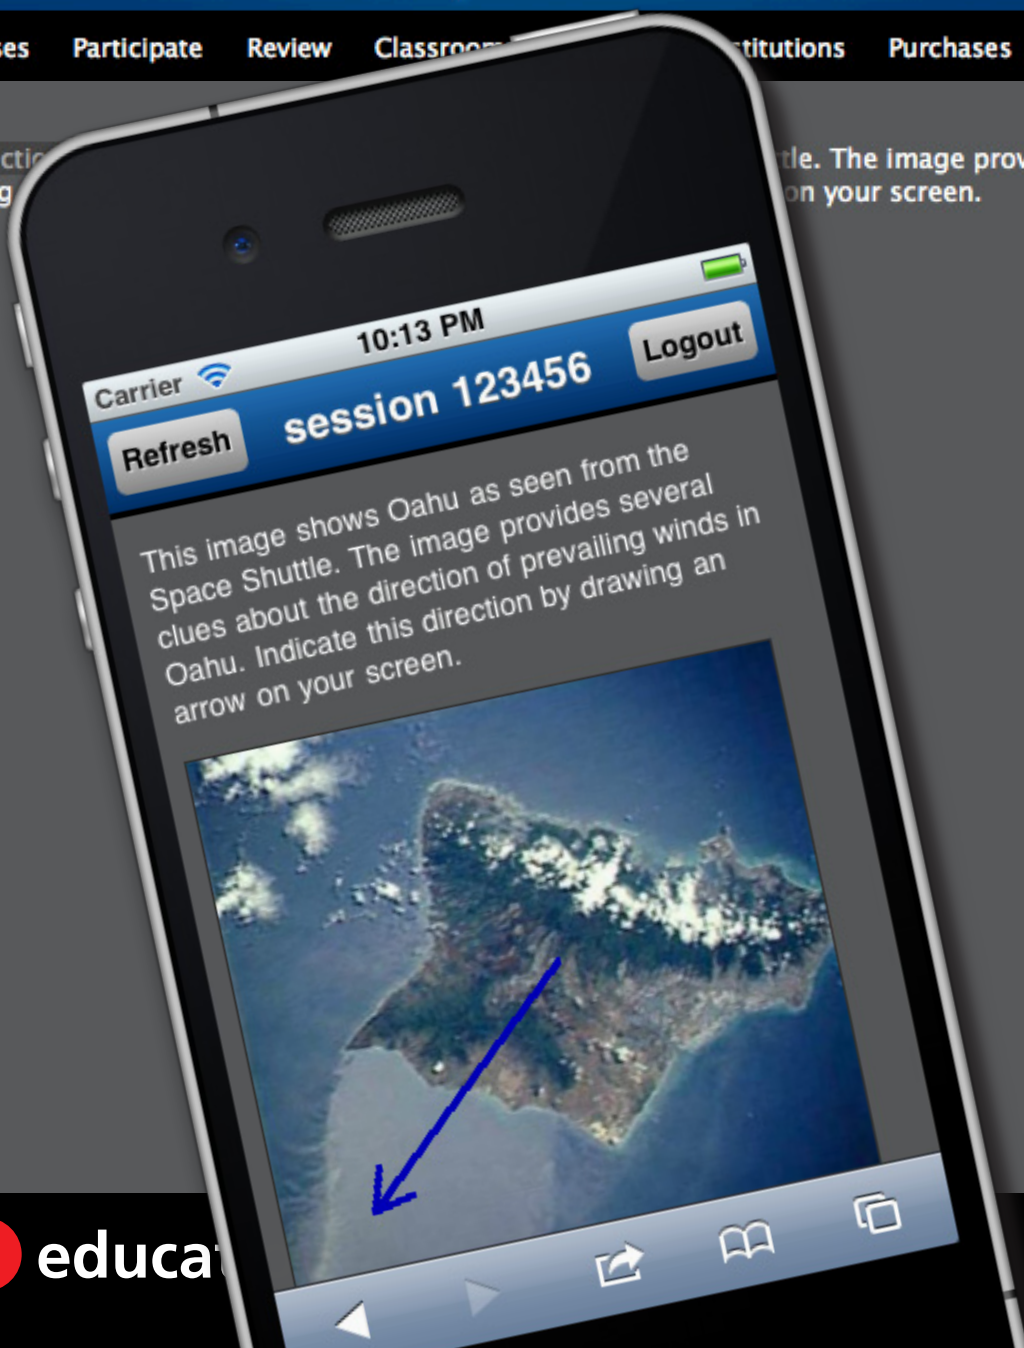 Participate Review Purchases
The image
on your screen.
Carrier 10:13 PM
Refresh session 123456 Logout
This image shows Oahu as seen from the
Space Shuttle. The image provides several
clues about the direction of prevailing winds in
Oahu. Indicate this direction by drawing an
arrow on your screen.